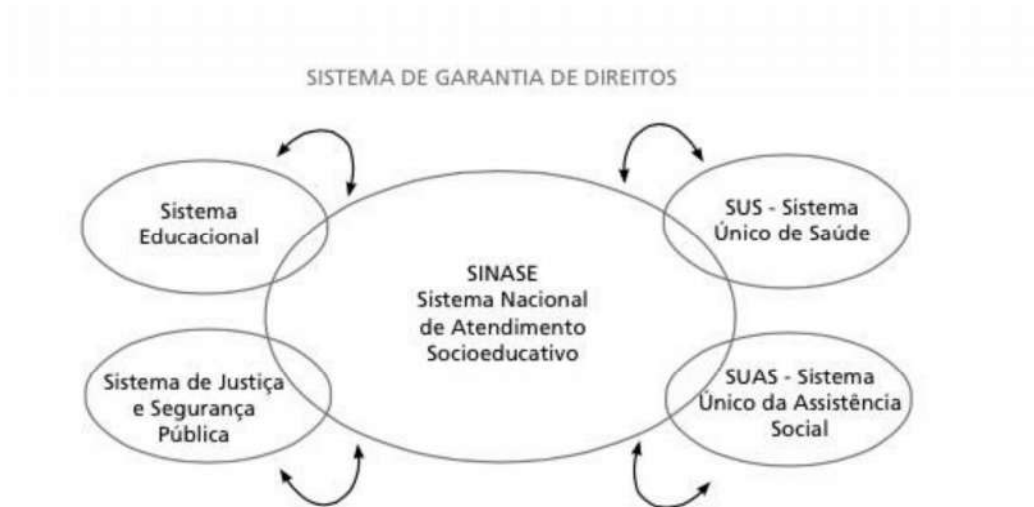 SISTEMA DE GARANTIA DE DIREITOS
Sistema
Educacional
SUS - Sistema
Único de Saúde
SINASE
Sistema Nacional
de Atendimento
Socioeducativo
Sistema de Justiça
e Segurança
Pública
SUAS - Sistema
Único da Assistência
Social